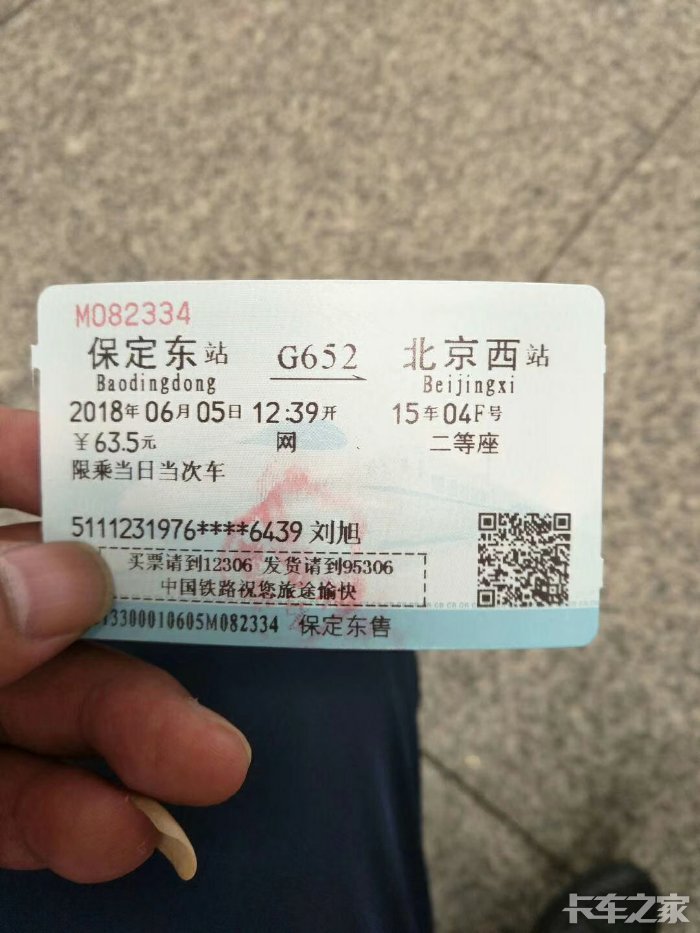 M082334
保定东站 G652 北京西站
Baodingdong Beijingxi
2018年06月05日 12:39开 15车04F号
￥63.5元 网 二等座
限乘当日当次车
5111231976****6439 刘旭
买票请到12306 发货请到95306
中国铁路祝您旅途愉快
3300010605M082334 保定东售
卡车之家